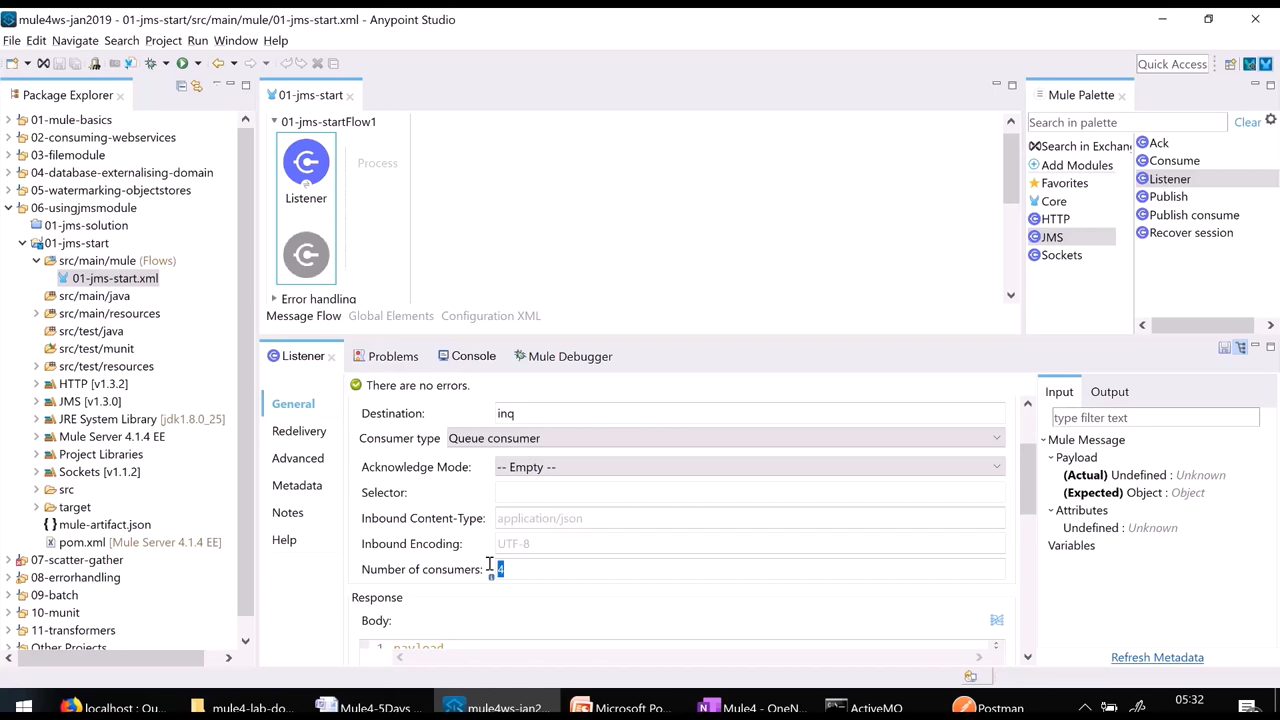 mule4ws-jan2019 - 01-jms-start/src/main/mule/01-jms-start.xml - Anypoint Studio
File Edit Navigate Search Project Run Window Help
Quick Access
Package Explorer
01-mule-basics
02-consuming-webservices
03-filemodule
04-database-externalising-domain
05-watermarking-objectstores
06-usingjmsmodule
01-jms-solution
01-jms-start
src/main/mule (Flows)
01-jms-start.xml
src/main/java
src/main/resources
src/test/java
src/test/munit
src/test/resources
HTTP [v1.3.2]
JMS [v1.3.0]
JRE System Library [jdk1.8.0_25]
Mule Server 4.1.4 EE
Project Libraries
Sockets [v1.1.2]
src
target
mule-artifact.json
pom.xml [Mule Server 4.1.4 EE]
07-scatter-gather
08-errorhandling
09-batch
10-munit
11-transformers
Other Projects
01-jms-start
01-jms-startFlow1
Listener
Process
Error handling
Message Flow Global Elements Configuration XML
Mule Palette
Search in palette
Clear
Search in Exchang
Add Modules
Favorites
Core
HTTP
JMS
Sockets
Ack
Consume
Listener
Publish
Publish consume
Recover session
Listener Problems Console Mule Debugger
There are no errors.
General
Redelivery
Advanced
Metadata
Notes
Help
Destination: inq
Consumer type Queue consumer
Acknowledge Mode: -- Empty --
Selector:
Inbound Content-Type: application/json
Inbound Encoding: UTF-8
Number of consumers: 4
Response
Body:
1 payload
Input Output
type filter text
Mule Message
Payload
(Actual) Undefined : Unknown
(Expected) Object : Object
Attributes
Undefined : Unknown
Variables
Refresh Metadata
localhost : Qu...
mule4-lab-do...
Mule4-5Days ...
mule4ws-jan2...
Microsoft Po...
Mule4 - OneN...
ActiveMQ
Postman
05:32